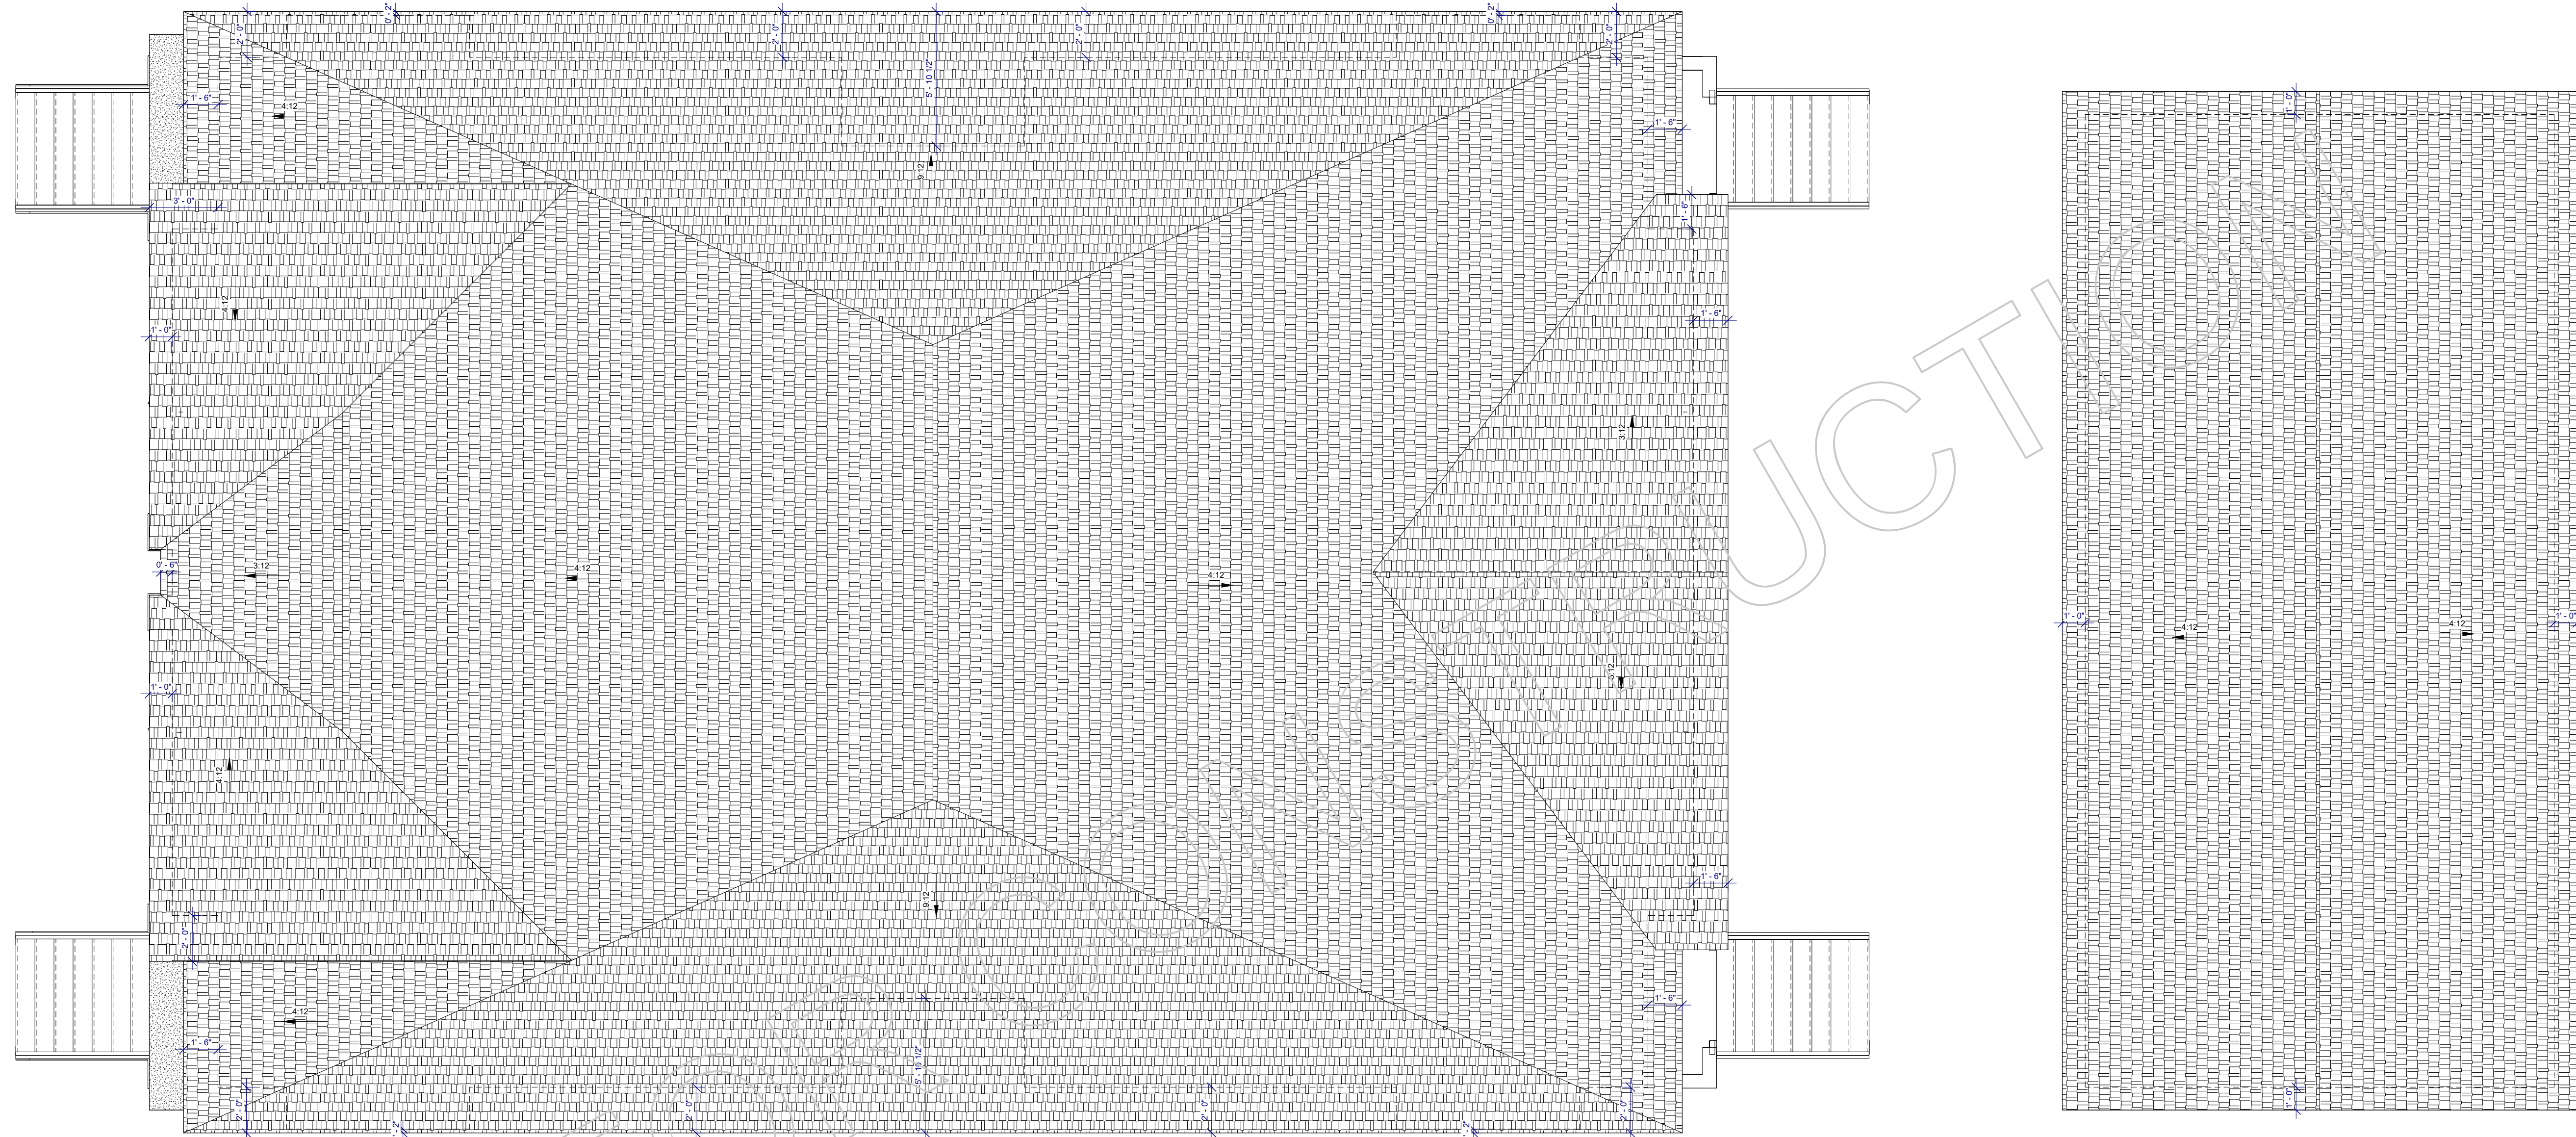 0' - 2"
0' - 2"
2' - 0"
2' - 0"
2' - 0"
2' - 0"
5' - 10 1/2"
1' - 0"
1' - 6"
4:12
1' - 6"
9:12
3' - 0"
1' - 6"
4:12
1' - 0"
1' - 6"
3:12
0' - 6"
3:12
4:12
4:12
1' - 0"
4:12
4:12
1' - 0"
3:12
1' - 0"
4:12
1' - 6"
9:12
2' - 0"
4:12
1' - 6"
1' - 6"
5' - 10 1/2"
2' - 0"
2' - 0"
2' - 0"
2' - 0"
1' - 0"
CONSTRUCTION